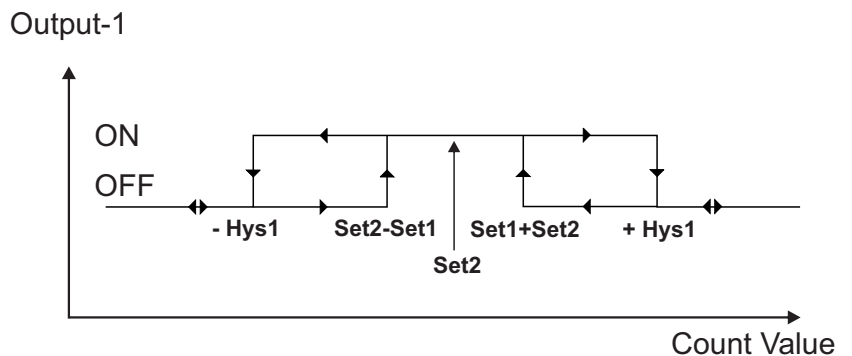 Output-1
ON
OFF
- Hys1 Set2-Set1 Set1+Set2 + Hys1
Set2
Count Value